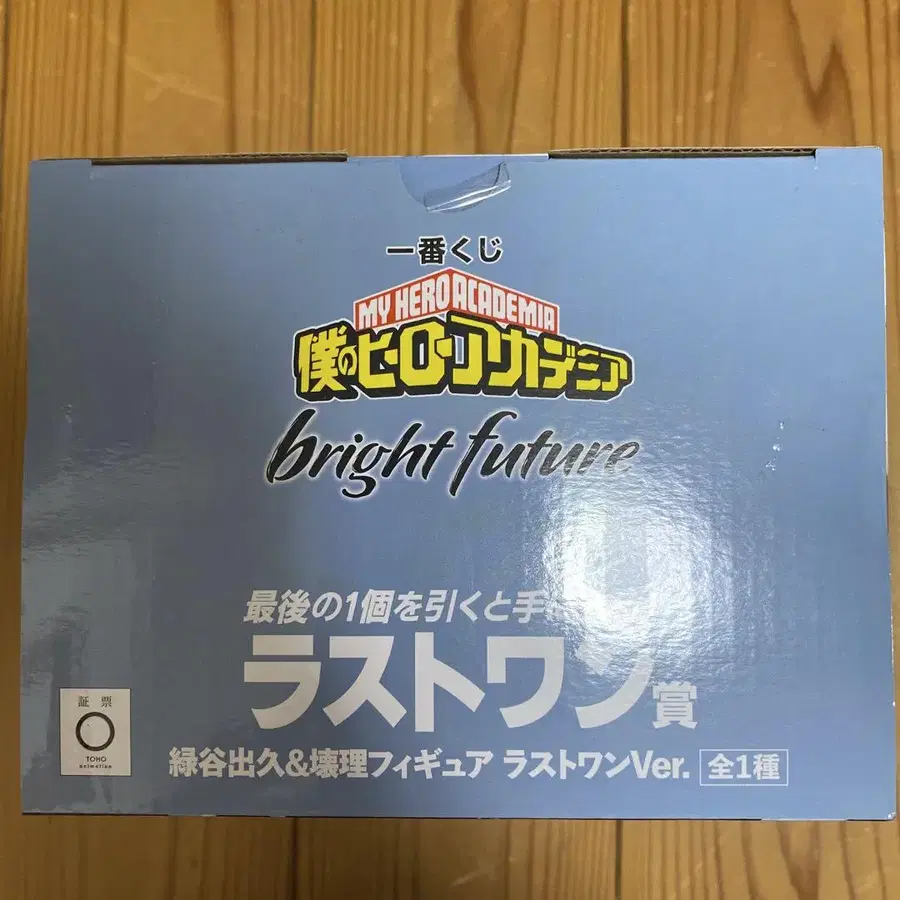 一番くじ
MY HERO ACADEMIA
僕のヒーローアカデミア
bright future
最後の1個を引くと手に
ラストワン賞
緑谷出久&壊理フィギュア ラストワンVer. 全1種
証票
TOHO
animation